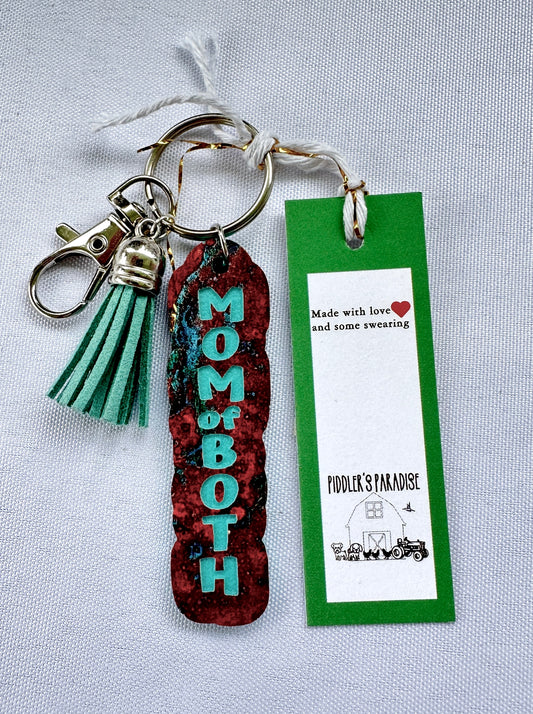 MOM
of
BOTH
Made with love
and some swearing
PIDDLER'S PARADISE